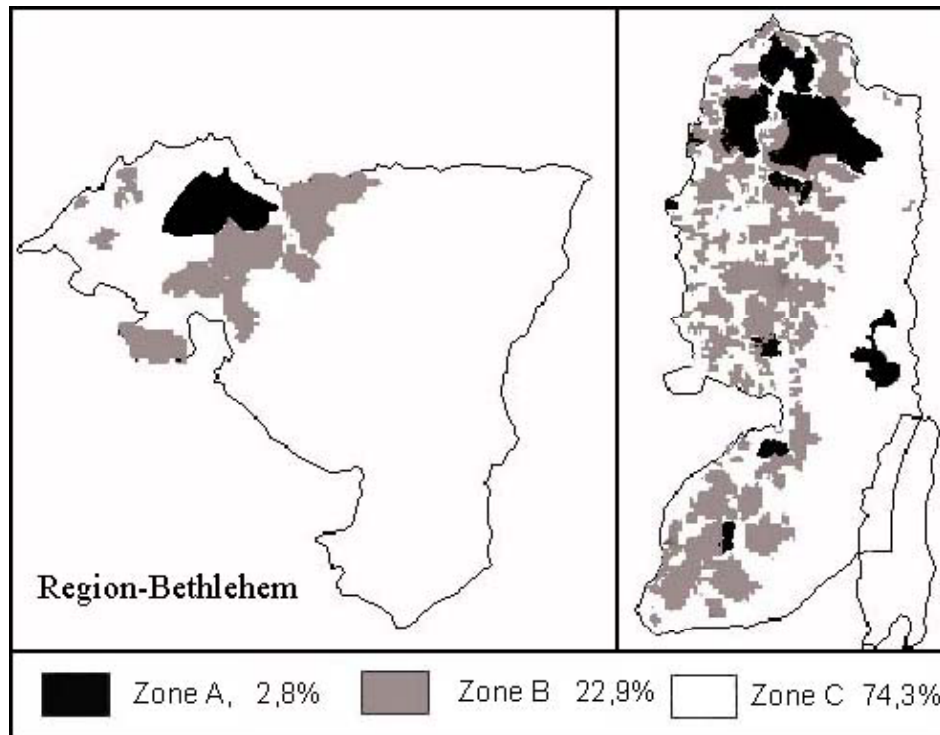 Region-Bethlehem
Zone A, 2,8%
Zone B 22,9%
Zone C 74,3%